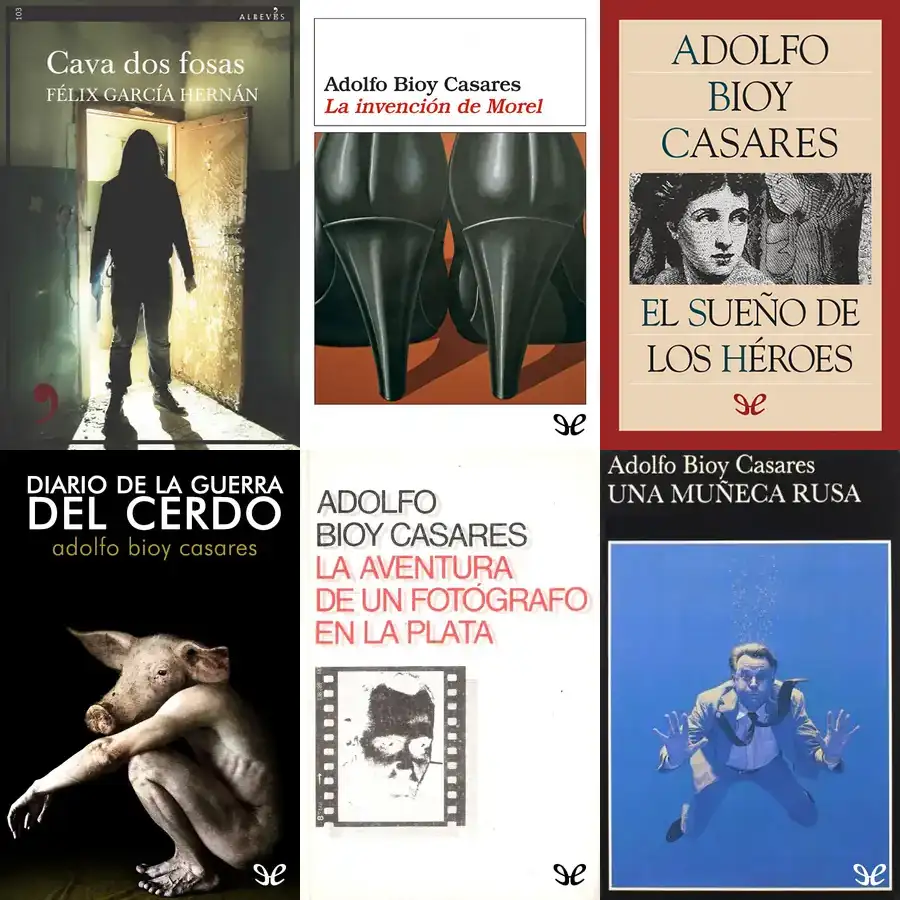 103
ALREVÉS
Cava dos fosas
FÉLIX GARCÍA HERNÁN
Adolfo Bioy Casares
La invención de Morel
ADOLFO
BIOY
CASARES
EL SUEÑO DE
LOS HÉROES
DIARIO DE LA GUERRA
DEL CERDO
adolfo bioy casares
ADOLFO
BIOY CASARES
LA AVENTURA
DE UN FOTÓGRAFO
EN LA PLATA
Adolfo Bioy Casares
UNA MUÑECA RUSA